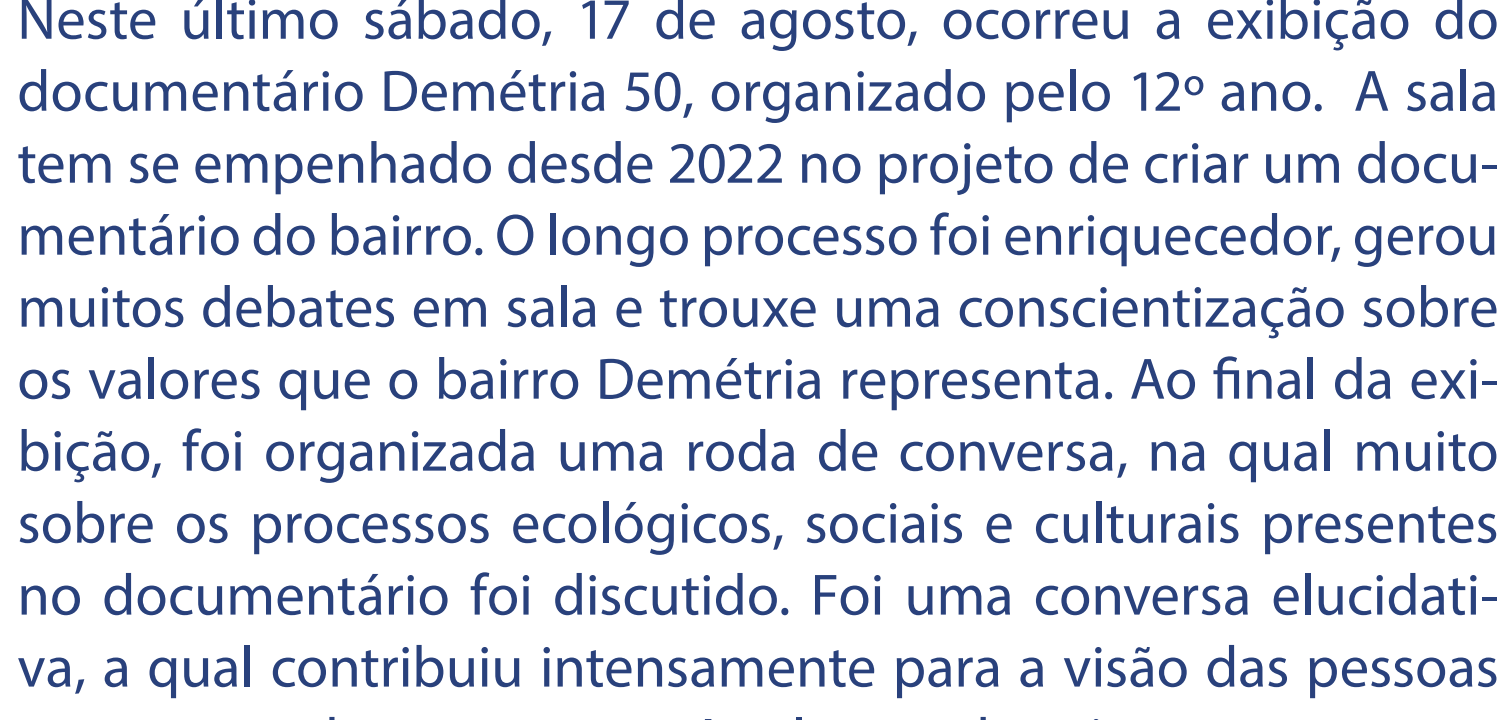 Neste último sábado, 17 de agosto, ocorreu a exibição do
documentário Demétria 50, organizado pelo 12º ano.  A sala
tem se empenhado desde 2022 no projeto de criar um docu-
mentário do bairro. O longo processo foi enriquecedor, gerou
muitos debates em sala e trouxe uma conscientização sobre
os valores que o bairro Demétria representa. Ao final da exi-
bição, foi organizada uma roda de conversa, na qual muito
sobre os processos ecológicos, sociais e culturais presentes
no documentário foi discutido. Foi uma conversa elucidati-
va, a qual contribuiu intensamente para a visão das pessoas